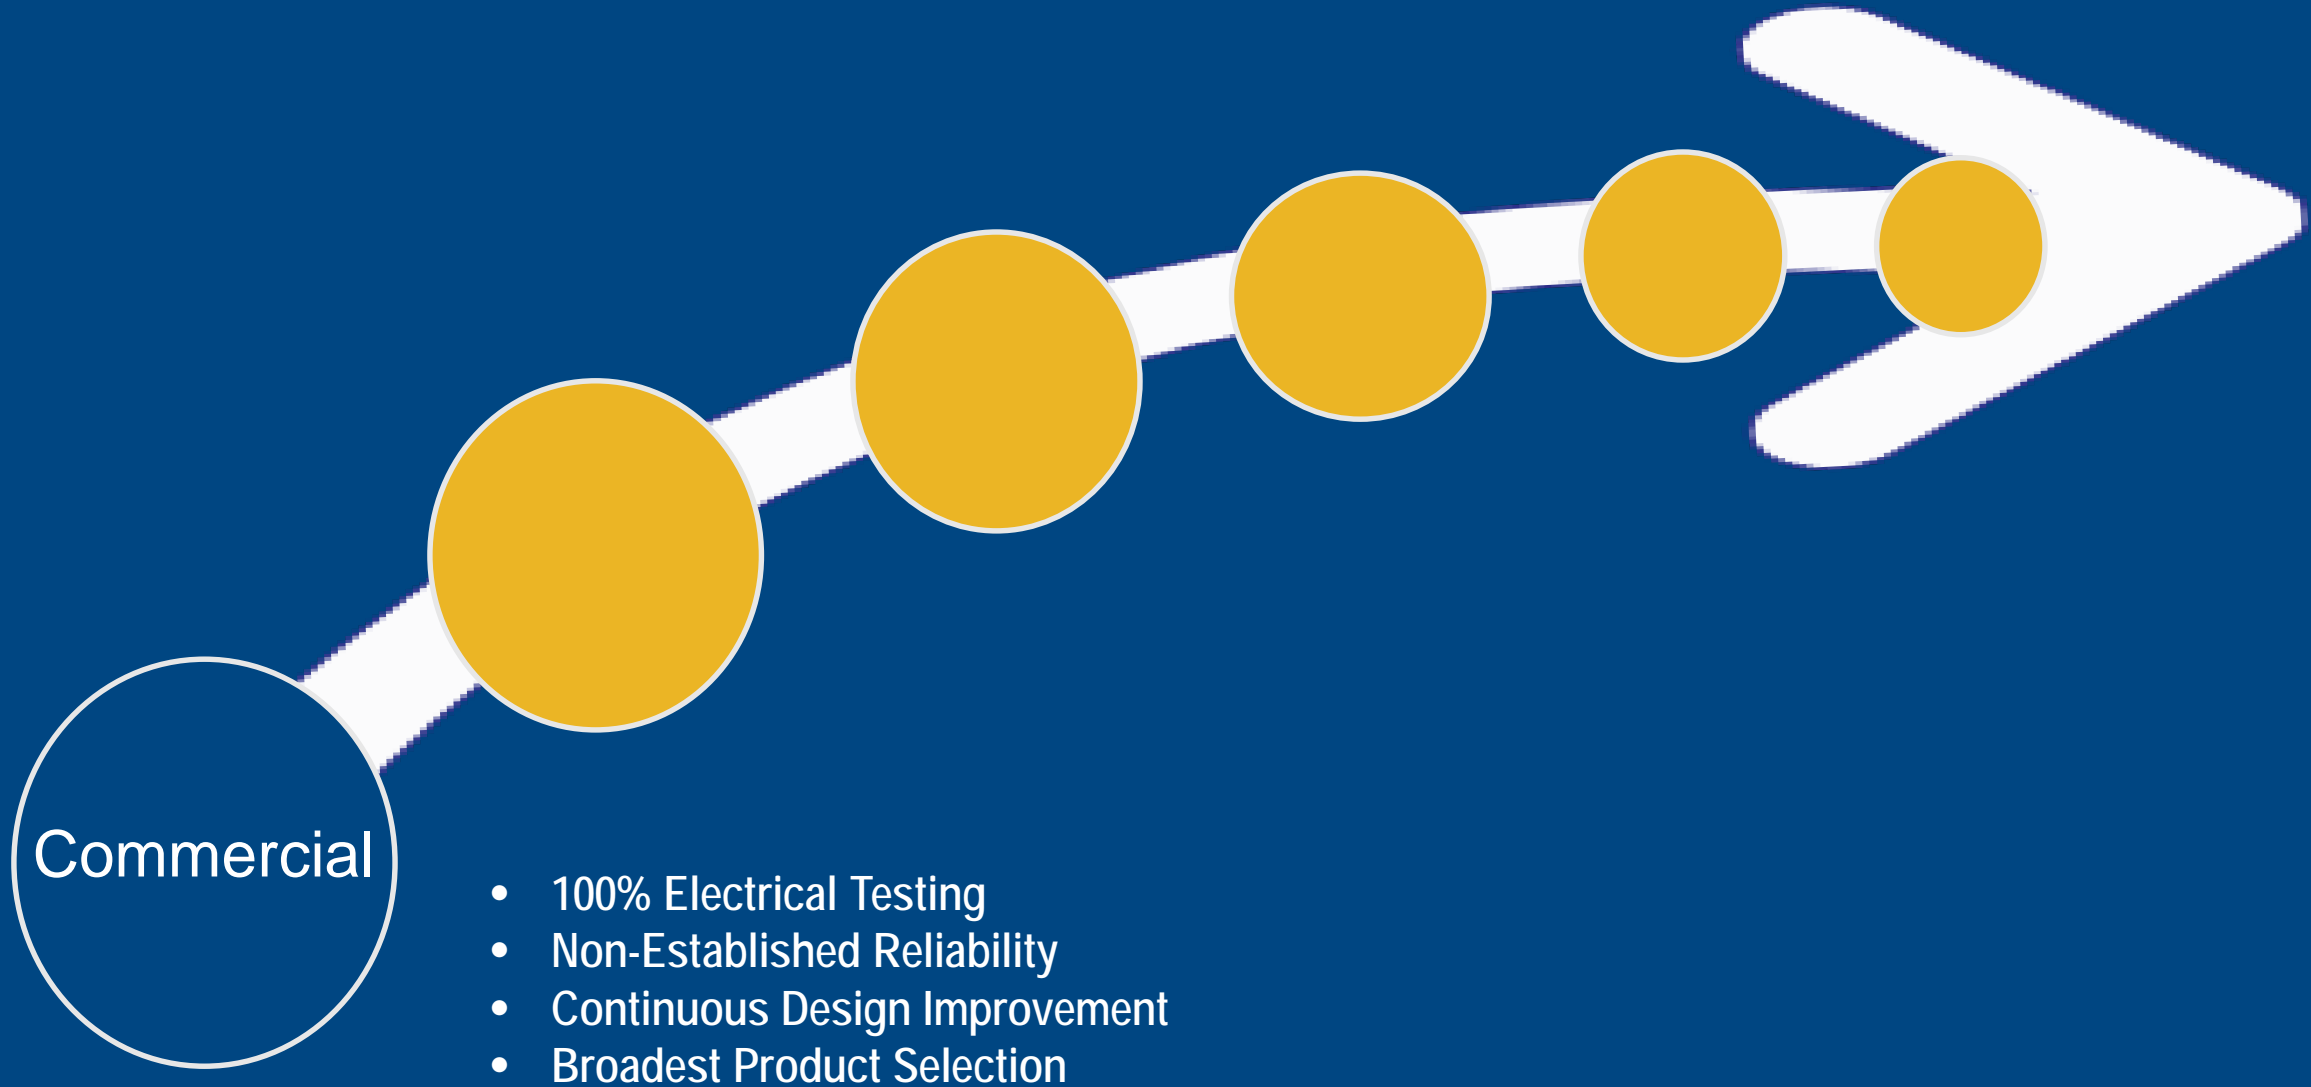 Commercial
• 100% Electrical Testing
• Non-Established Reliability
• Continuous Design Improvement
• Broadest Product Selection